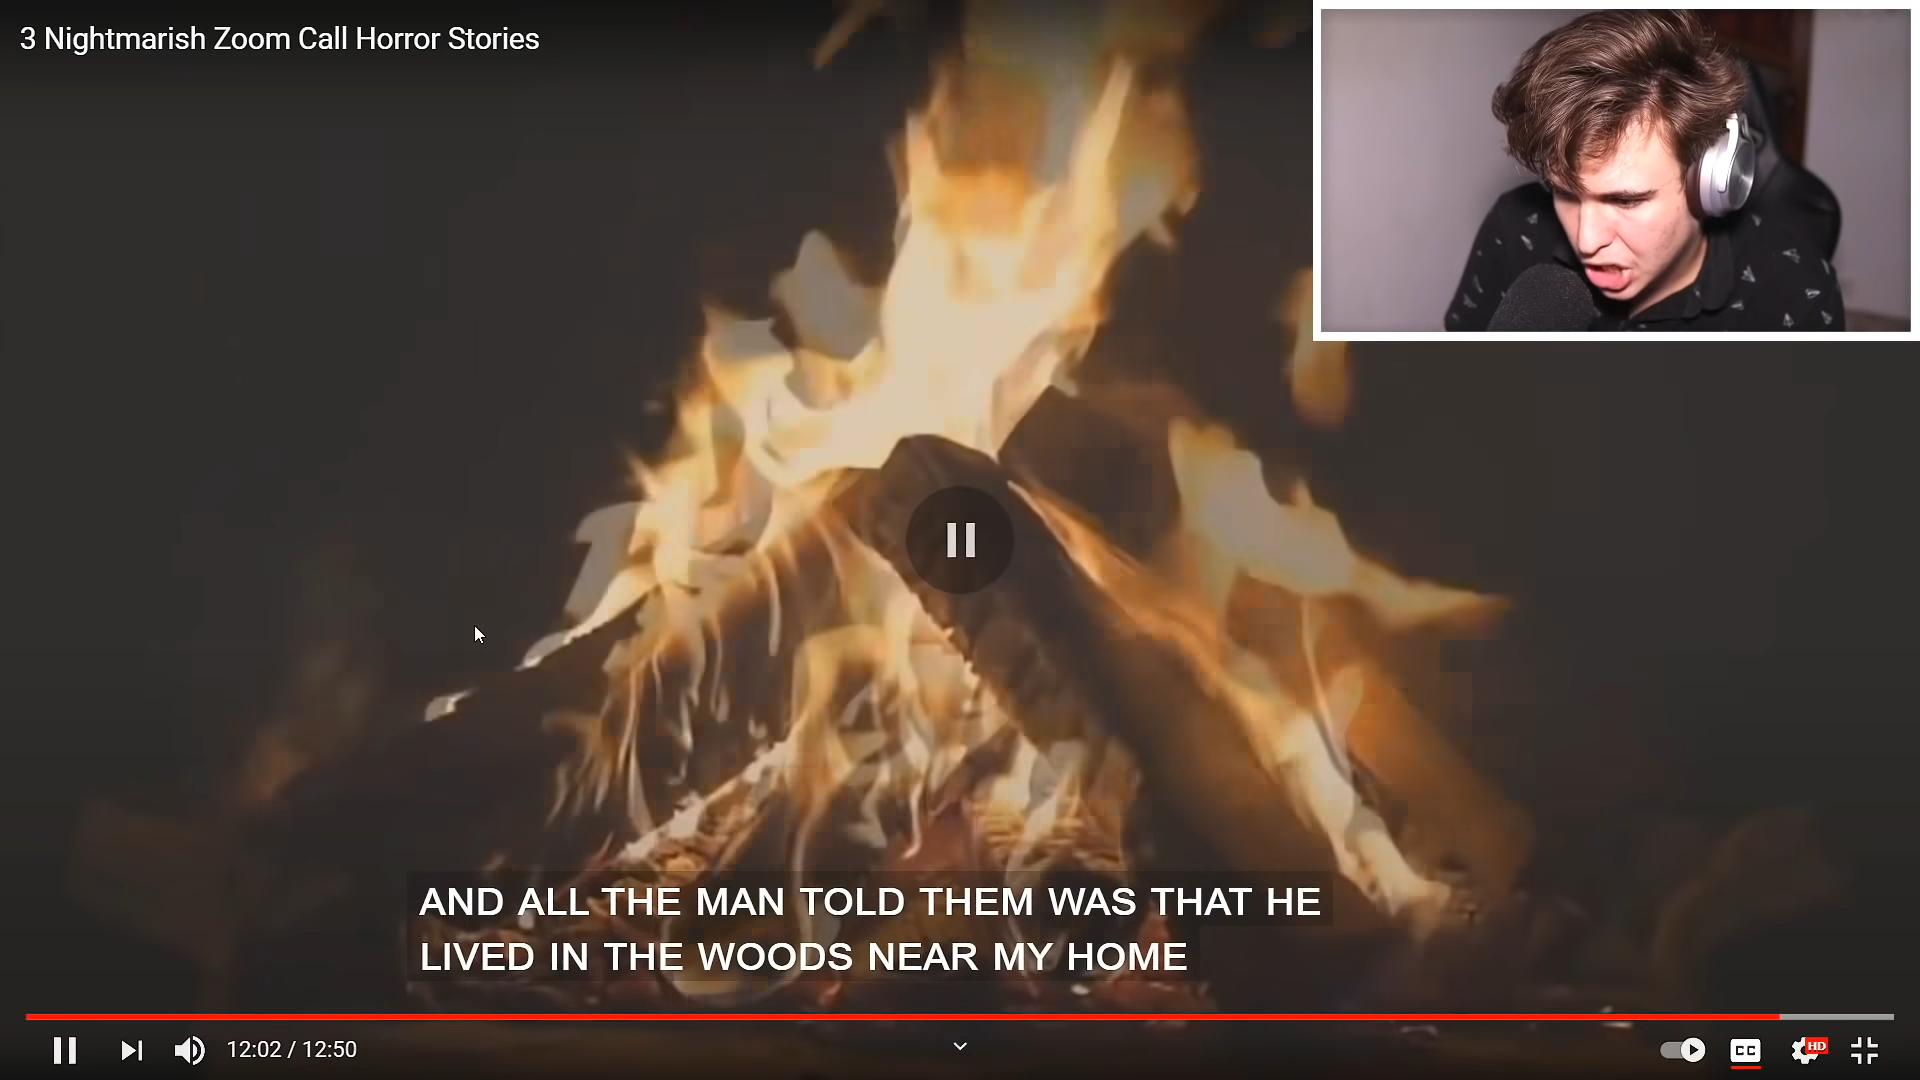 3 Nightmarish Zoom Call Horror Stories
AND ALL THE MAN TOLD THEM WAS THAT HE
LIVED IN THE WOODS NEAR MY HOME
12:02 / 12:50
CC
HD